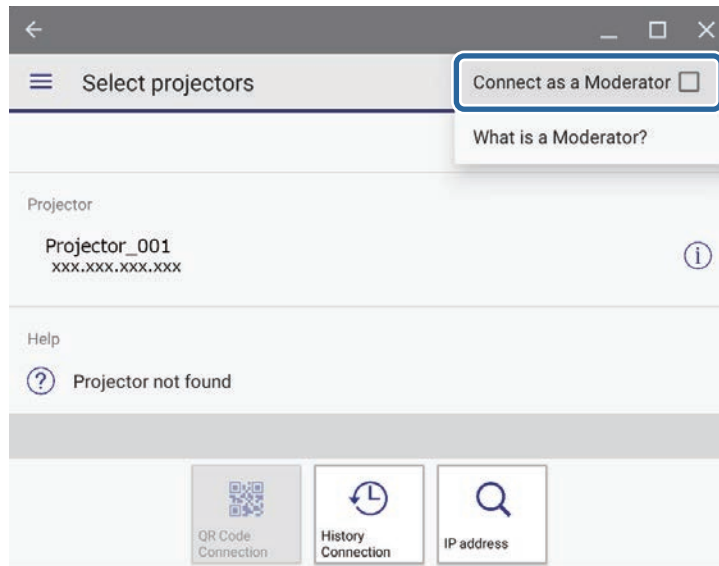 Select projectors
Connect as a Moderator
What is a Moderator?
Projector
Projector_001
xxx.xxx.xxx.xxx
Help
Projector not found
QR Code
Connection
History
Connection
IP address